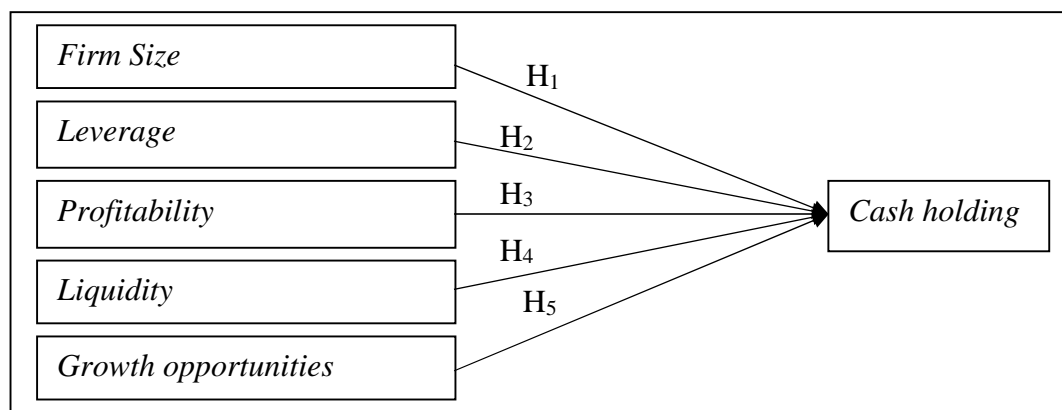 Firm Size
H₁
Leverage
H₂
Profitability
H₃
Cash holding
H₄
Liquidity
H₅
Growth opportunities